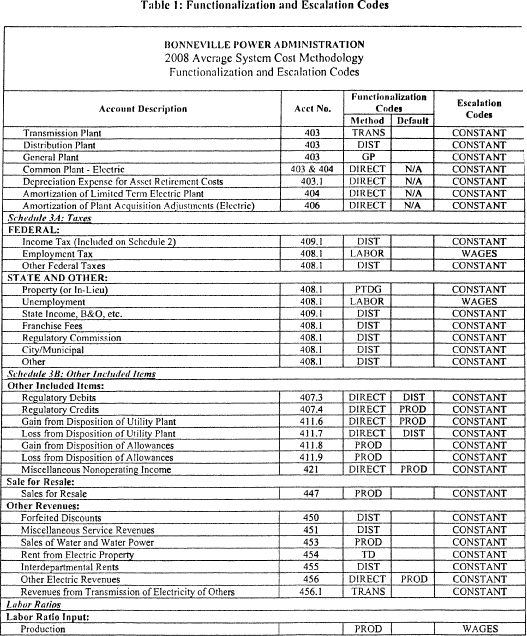 Table 1: Functionalization and Escalation Codes
BONNEVILLE POWER ADMINISTRATION
2008 Average System Cost Methodology
Functionalization and Escalation Codes
Account Description Acct No. Functionalization Codes Escalation Codes
Method Default
Transmission Plant 403 TRANS CONSTANT
Distribution Plant 403 DIST CONSTANT
General Plant 403 GP CONSTANT
Common Plant - Electric 403 & 404 DIRECT N/A CONSTANT
Depreciation Expense for Asset Retirement Costs 403.1 DIRECT N/A CONSTANT
Amortization of Limited Term Electric Plant 404 DIRECT N/A CONSTANT
Amortization of Plant Acquisition Adjustments (Electric) 406 DIRECT N/A CONSTANT
Schedule 3A: Taxes
FEDERAL:
Income Tax (Included on Schedule 2) 409.1 DIST CONSTANT
Employment Tax 408.1 LABOR WAGES
Other Federal Taxes 408.1 DIST CONSTANT
STATE AND OTHER:
Property (or In-Lieu) 408.1 PTDG CONSTANT
Unemployment 408.1 LABOR WAGES
State Income, B&O, etc. 409.1 DIST CONSTANT
Franchise Fees 408.1 DIST CONSTANT
Regulatory Commission 408.1 DIST CONSTANT
City/Municipal 408.1 DIST CONSTANT
Other 408.1 DIST CONSTANT
Schedule 3B: Other Included Items
Other Included Items:
Regulatory Debits 407.3 DIRECT DIST CONSTANT
Regulatory Credits 407.4 DIRECT PROD CONSTANT
Gain from Disposition of Utility Plant 411.6 DIRECT PROD CONSTANT
Loss from Disposition of Utility Plant 411.7 DIRECT DIST CONSTANT
Gain from Disposition of Allowances 411.8 PROD CONSTANT
Loss from Disposition of Allowances 411.9 PROD CONSTANT
Miscellaneous Nonoperating Income 421 DIRECT PROD CONSTANT
Sale for Resale:
Sales for Resale 447 PROD CONSTANT
Other Revenues:
Forfeited Discounts 450 DIST CONSTANT
Miscellaneous Service Revenues 451 DIST CONSTANT
Sales of Water and Water Power 453 PROD CONSTANT
Rent from Electric Property 454 TD CONSTANT
Interdepartmental Rents 455 DIST CONSTANT
Other Electric Revenues 456 DIRECT PROD CONSTANT
Revenues from Transmission of Electricity of Others 456.1 TRANS CONSTANT
Labor Ratios
Labor Ratio Input:
Production PROD WAGES